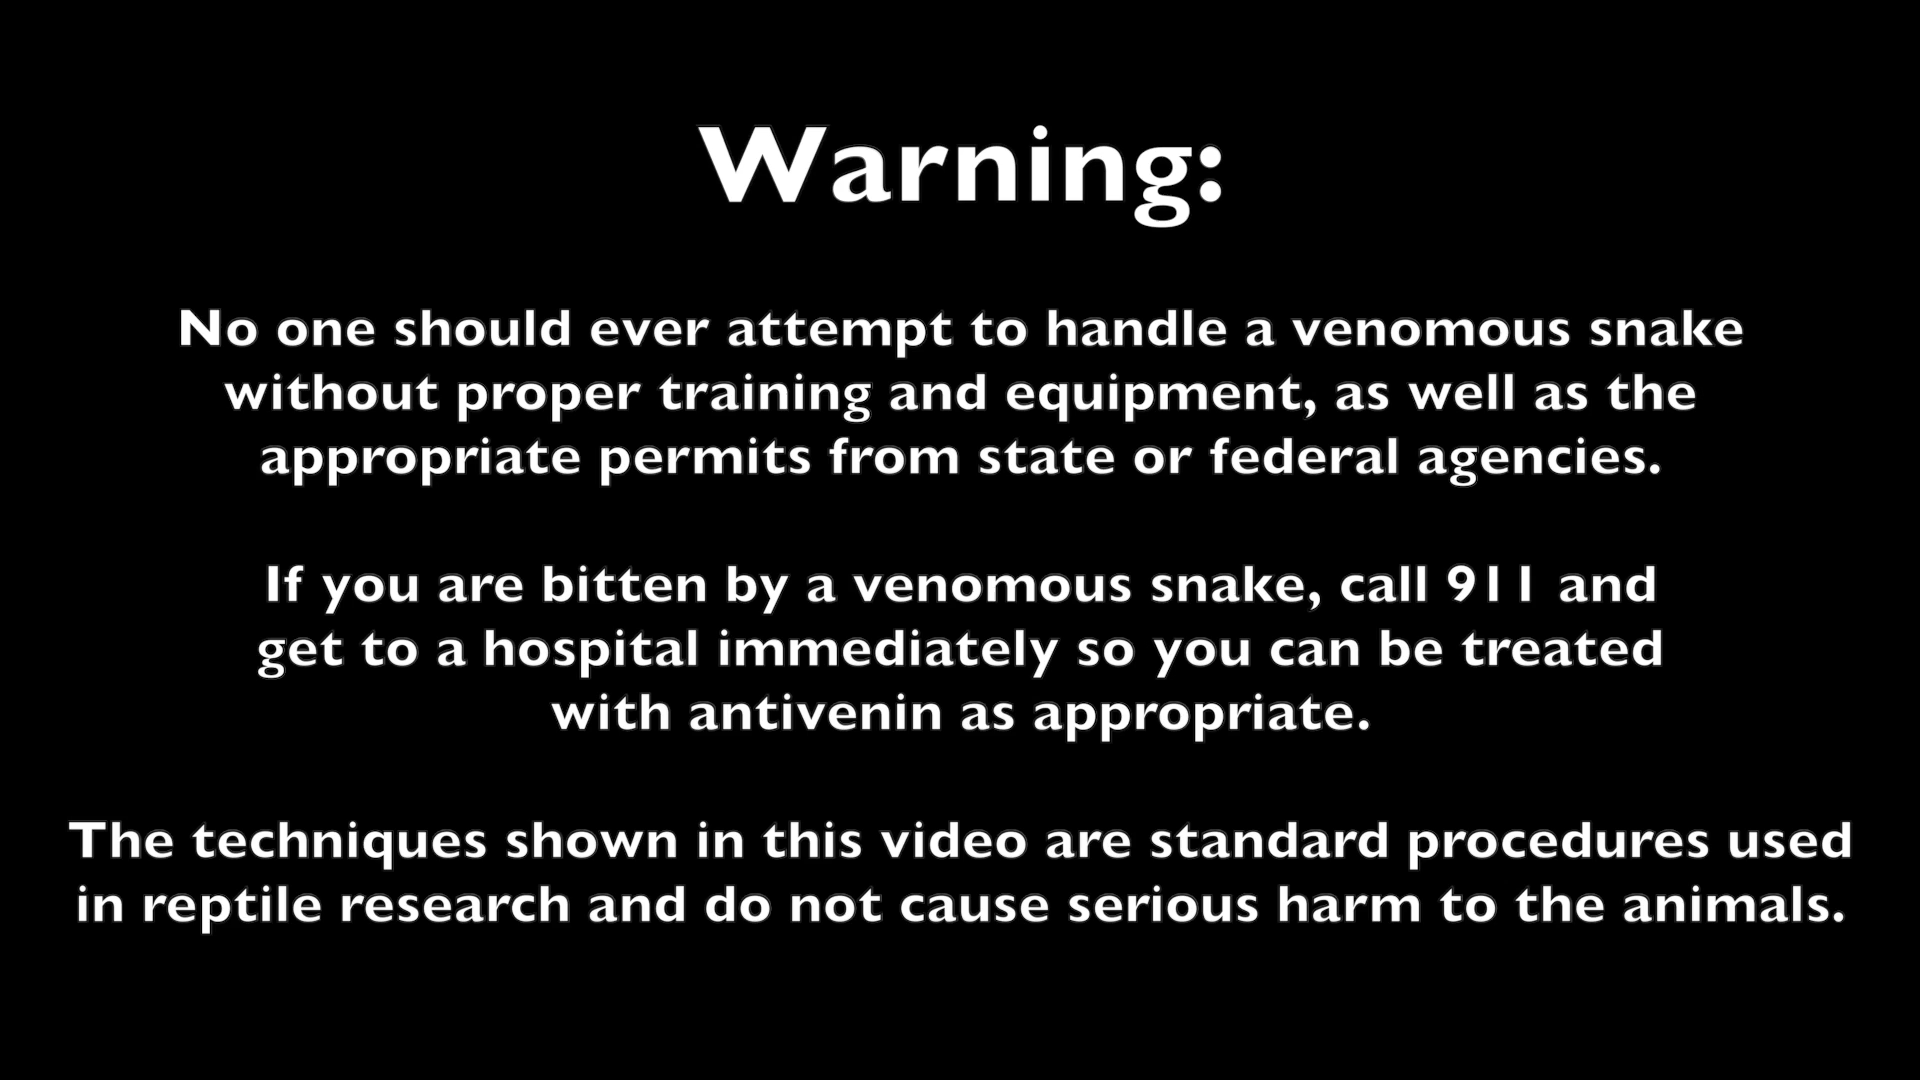 Warning:
No one should ever attempt to handle a venomous snake
without proper training and equipment, as well as the
appropriate permits from state or federal agencies.
If you are bitten by a venomous snake, call 911 and
get to a hospital immediately so you can be treated
with antivenin as appropriate.
The techniques shown in this video are standard procedures used
in reptile research and do not cause serious harm to the animals.